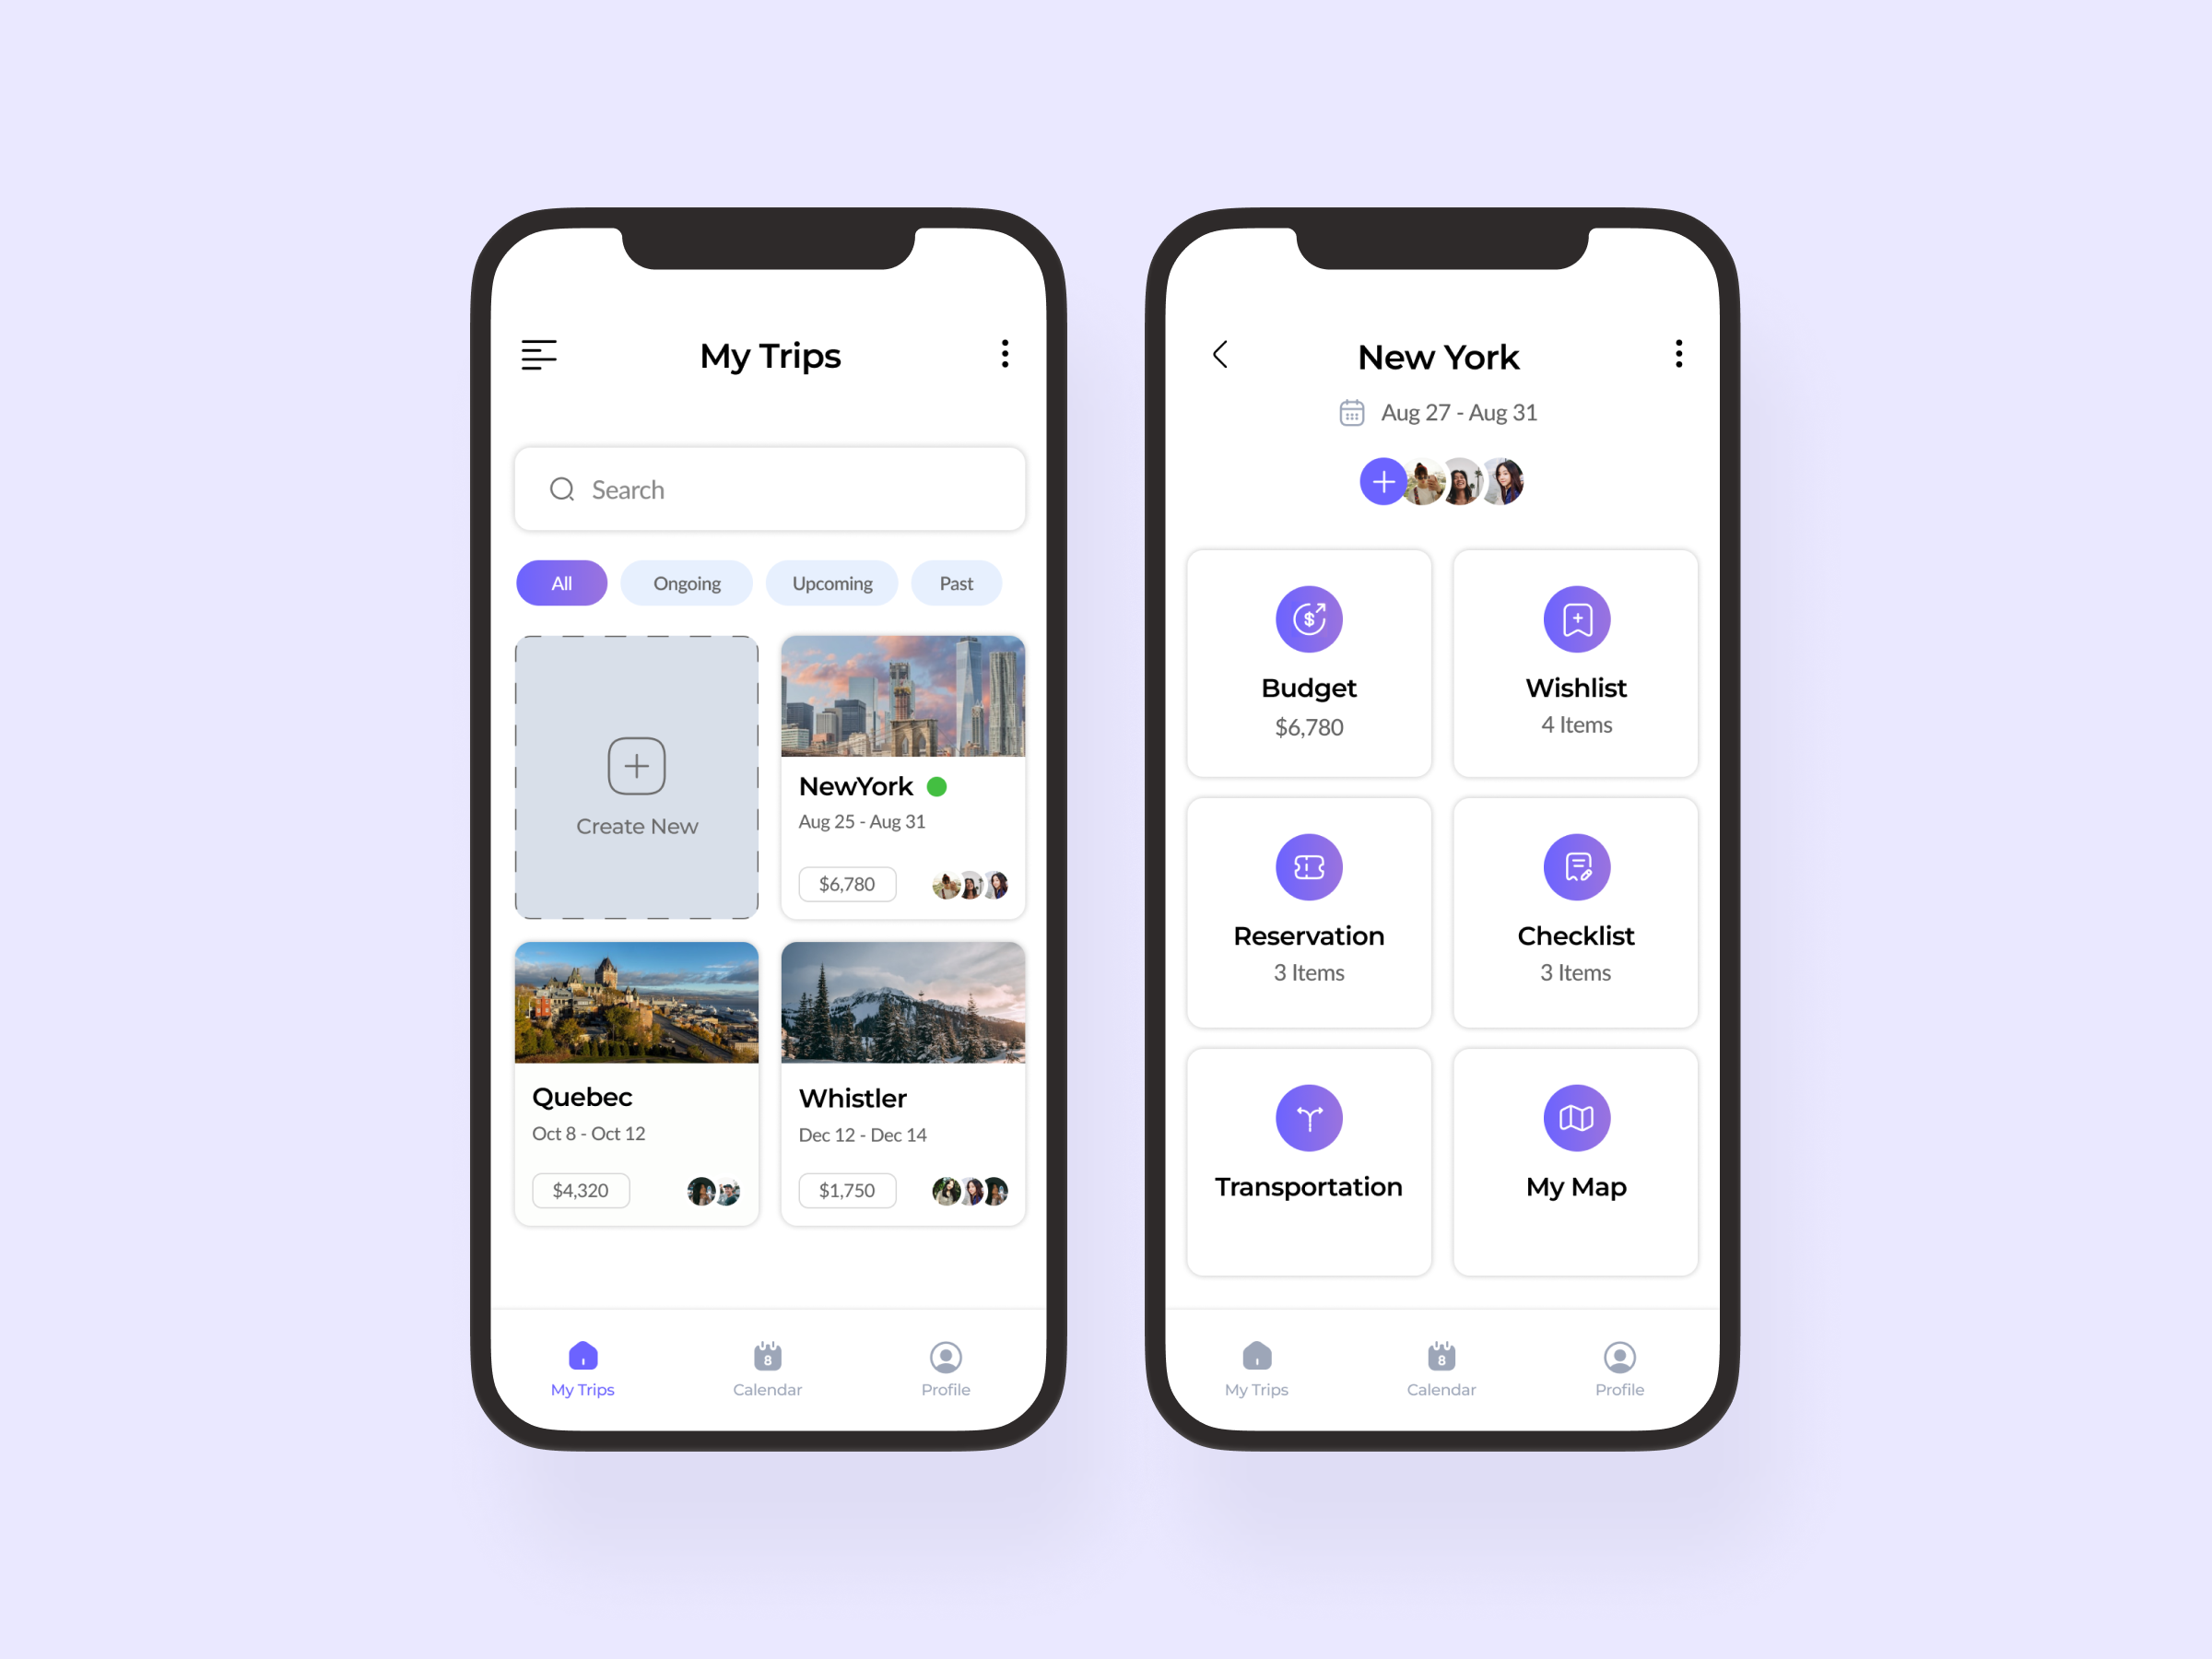 My Trips
Search
All Ongoing Upcoming Past
Create New
NewYork
Aug 25 - Aug 31
$6,780
Quebec
Oct 8 - Oct 12
$4,320
Whistler
Dec 12 - Dec 14
$1,750
8
My Trips Calendar Profile
New York
Aug 27 - Aug 31
$
Budget
$6,780
Wishlist
4 Items
Reservation
3 Items
Checklist
3 Items
Transportation
My Map
8
My Trips Calendar Profile